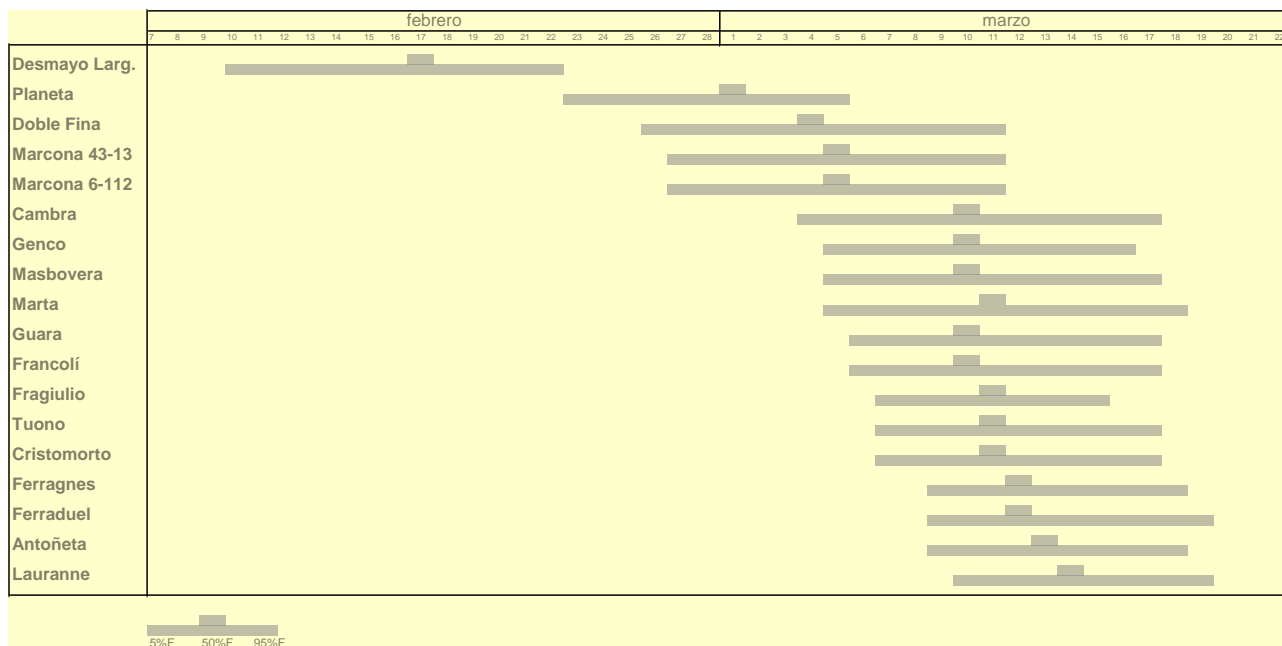 febrero marzo
7 8 9 10 11 12 13 14 15 16 17 18 19 20 21 22 23 24 25 26 27 28 1 2 3 4 5 6 7 8 9 10 11 12 13 14 15 16 17 18 19 20 21 22
Desmayo Larg.
Planeta
Doble Fina
Marcona 43-13
Marcona 6-112
Cambra
Genco
Masbovera
Marta
Guara
Francolí
Fragiulio
Tuono
Cristomorto
Ferragnes
Ferraduel
Antoñeta
Lauranne
5%F 50%F 95%F